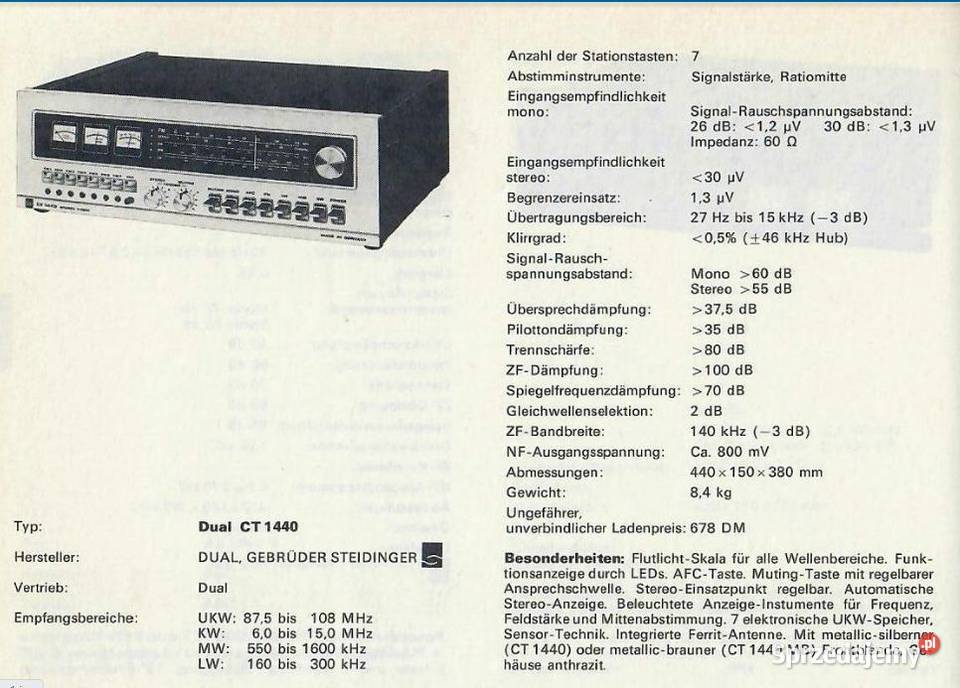 Typ: Dual CT 1440
Hersteller: DUAL, GEBRÜDER STEIDINGER
Vertrieb: Dual
Empfangsbereiche: UKW: 87,5 bis 108 MHz
KW: 6,0 bis 15,0 MHz
MW: 550 bis 1600 kHz
LW: 160 bis 300 kHz
Anzahl der Stationstasten: 7
Abstimminstrumente: Signalstärke, Ratiomitte
Eingangsempfindlichkeit
mono: Signal-Rauschspannungsabstand:
26 dB: <1,2 µV 30 dB: <1,3 µV
Impedanz: 60 Ω
Eingangsempfindlichkeit
stereo: <30 µV
Begrenzereinsatz: 1,3 µV
Übertragungsbereich: 27 Hz bis 15 kHz (−3 dB)
Klirrgrad: <0,5% (±46 kHz Hub)
Signal-Rausch-
spannungsabstand: Mono >60 dB
Stereo >55 dB
Übersprechdämpfung: >37,5 dB
Pilottondämpfung: >35 dB
Trennschärfe: >80 dB
ZF-Dämpfung: >100 dB
Spiegelfrequenzdämpfung: >70 dB
Gleichwellenselektion: 2 dB
ZF-Bandbreite: 140 kHz (−3 dB)
NF-Ausgangsspannung: Ca. 800 mV
Abmessungen: 440×150×380 mm
Gewicht: 8,4 kg
Ungefährer,
unverbindlicher Ladenpreis: 678 DM
Besonderheiten: Flutlicht-Skala für alle Wellenbereiche. Funk-
tionsanzeige durch LEDs. AFC-Taste. Muting-Taste mit regelbarer
Ansprechschwelle. Stereo-Einsatzpunkt regelbar. Automatische
Stereo-Anzeige. Beleuchtete Anzeige-Instumente für Frequenz,
Feldstärke und Mittenabstimmung. 7 elektronische UKW-Speicher,
Sensor-Technik. Integrierte Ferrit-Antenne. Mit metallic-silberner
(CT 1440) oder metallic-brauner (CT 1440 MB) Frontblende, Ge-
häuse anthrazit.
Sprzedajemy.pl